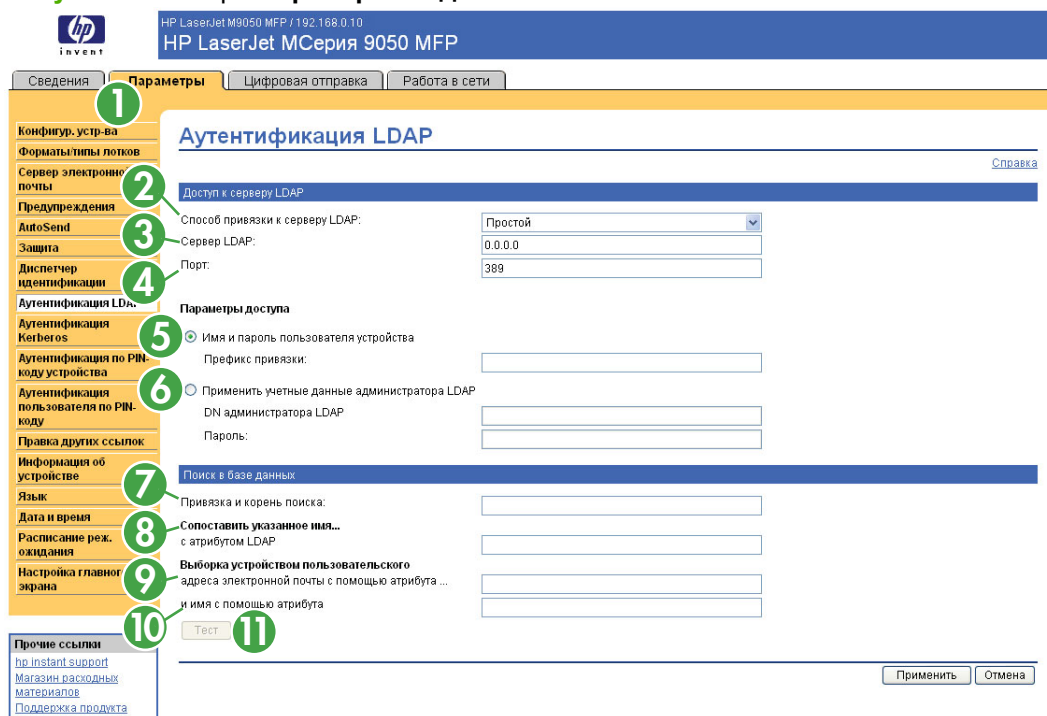 hp
invent
HP LaserJet M9050 MFP / 192.168.0.10
HP LaserJet МСерия 9050 MFP
Сведения
Параметры
Цифровая отправка
Работа в сети
1
Конфигур. устр-ва
Форматы/типы лотков
Сервер электронной
почты
Предупреждения
AutoSend
Защита
Диспетчер
идентификации
Аутентификация LDAP
Аутентификация
Kerberos
Аутентификация по PIN-
коду устройства
Аутентификация
пользователя по PIN-
коду
Правка других ссылок
Информация об
устройстве
Язык
Дата и время
Расписание реж.
ожидания
Настройка главног
экрана
Прочие ссылки
hp instant support
Магазин расходных
материалов
Поддержка продукта
Аутентификация LDAP
Справка
Доступ к серверу LDAP
2
Способ привязки к серверу LDAP:
Простой
3
Сервер LDAP:
0.0.0.0
4
Порт:
389
Параметры доступа
5
Имя и пароль пользователя устройства
Префикс привязки:
6
Применить учетные данные администратора LDAP
DN администратора LDAP
Пароль:
Поиск в базе данных
7
Привязка и корень поиска:
8
Сопоставить указанное имя...
с атрибутом LDAP
9
Выборка устройством пользовательского
адреса электронной почты с помощью атрибута ...
10
и имя с помощью атрибута
Тест
11
Применить
Отмена